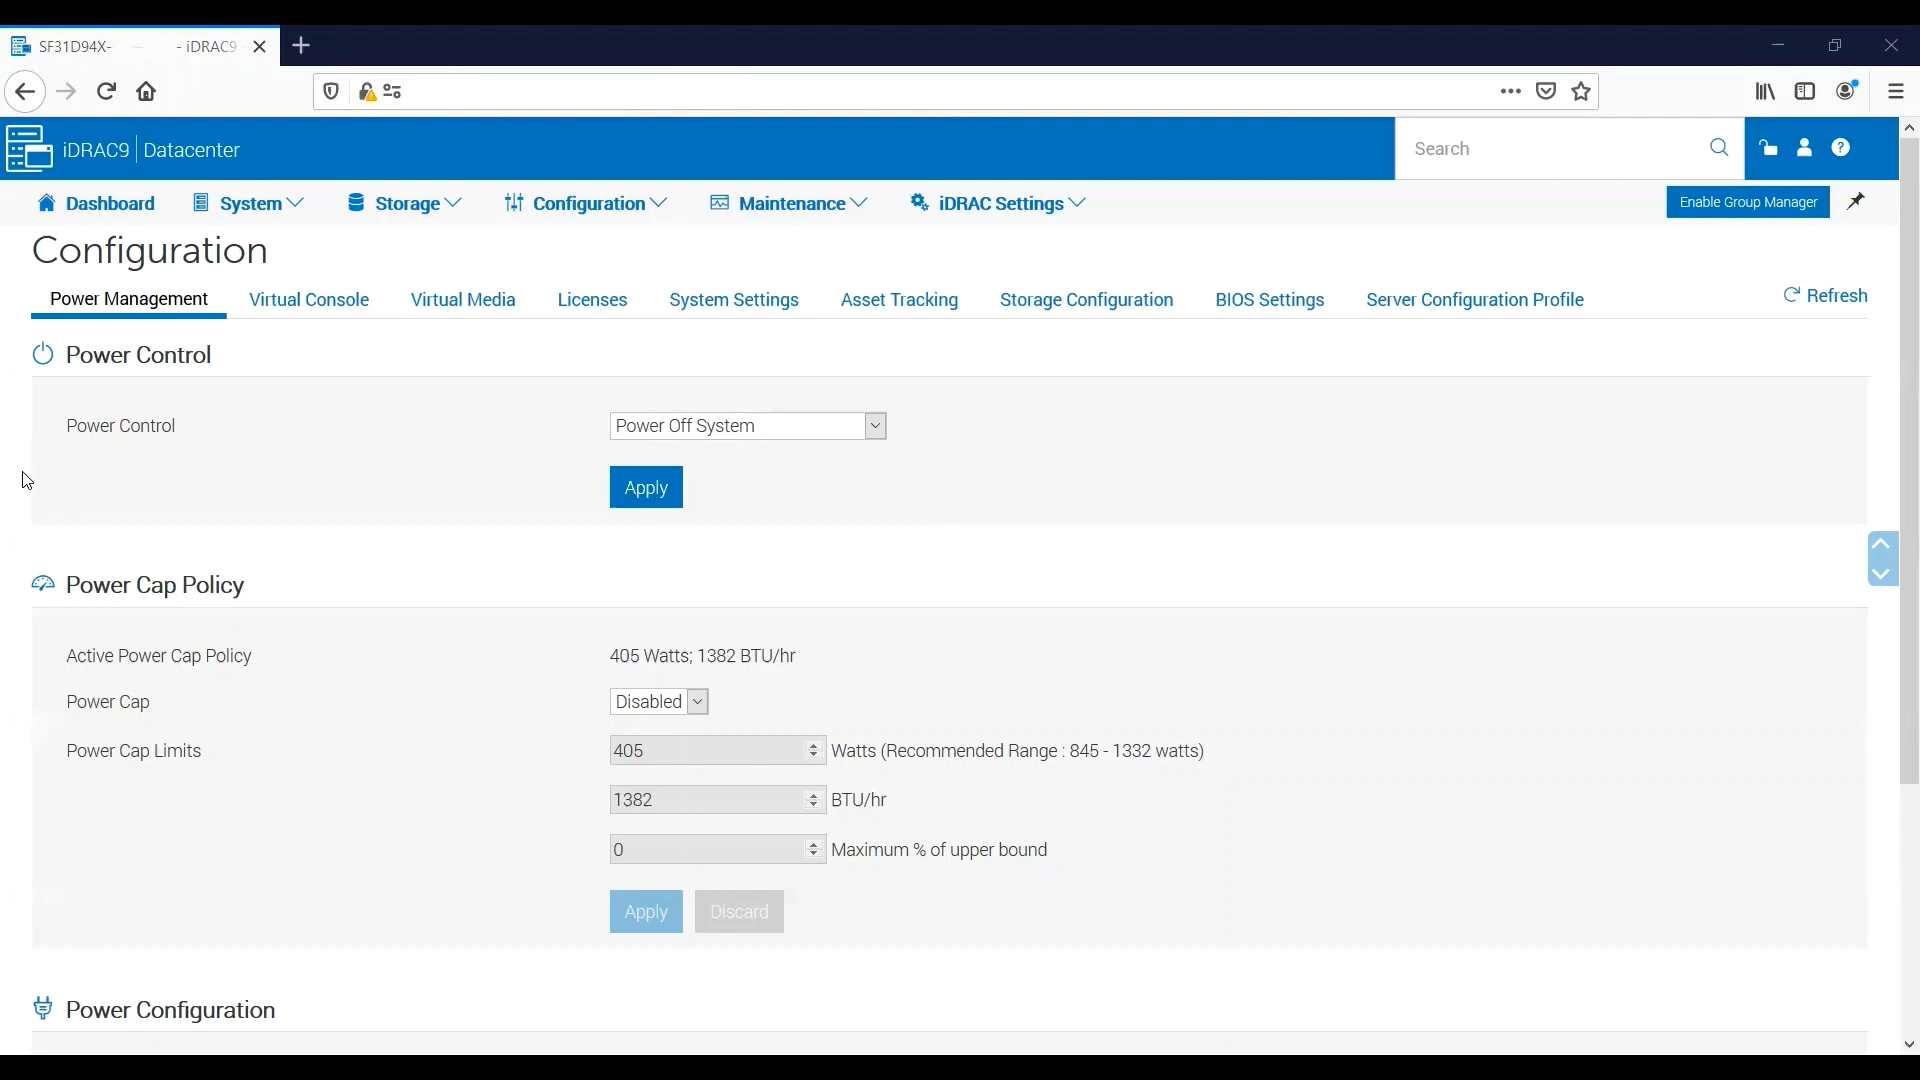 SF31D94X- - iDRAC9
iDRAC9 | Datacenter
Search
Dashboard System Storage Configuration Maintenance iDRAC Settings Enable Group Manager
Configuration
Power Management Virtual Console Virtual Media Licenses System Settings Asset Tracking Storage Configuration BIOS Settings Server Configuration Profile Refresh
Power Control
Power Control Power Off System
Apply
Power Cap Policy
Active Power Cap Policy 405 Watts; 1382 BTU/hr
Power Cap Disabled
Power Cap Limits 405 Watts (Recommended Range : 845 - 1332 watts)
1382 BTU/hr
0 Maximum % of upper bound
Apply Discard
Power Configuration